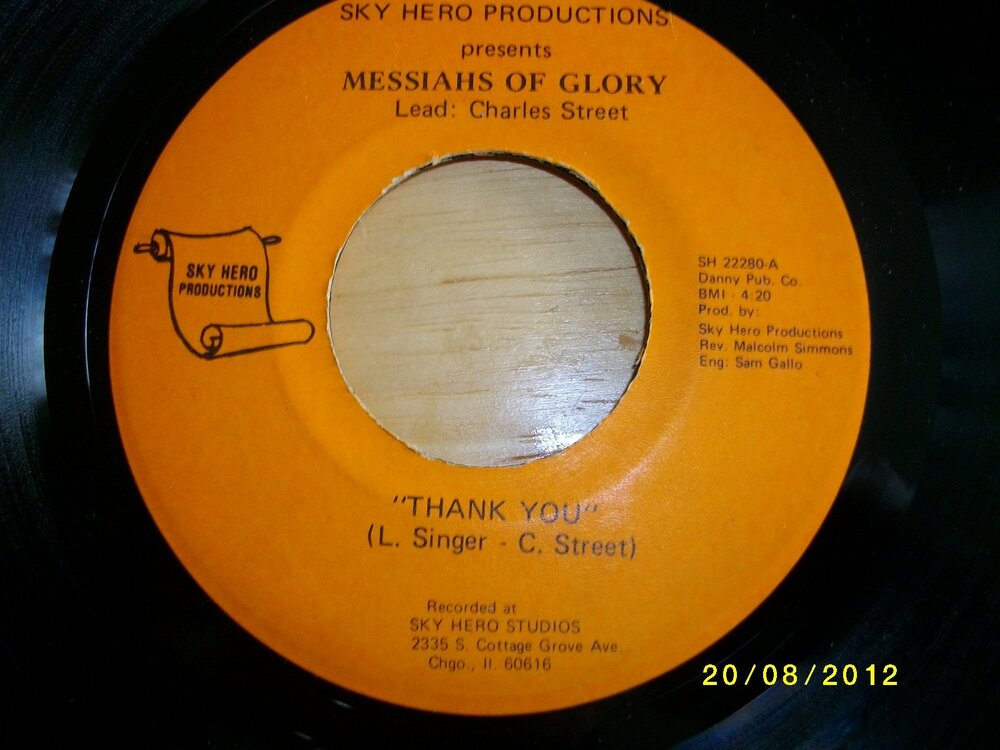 SKY HERO PRODUCTIONS
presents
MESSIAHS OF GLORY
Lead: Charles Street
SKY HERO
PRODUCTIONS
SH 22280-A
Danny Pub. Co.
BMI - 4:20
Prod. by:
Sky Hero Productions
Rev. Malcolm Simmons
Eng: Sam Gallo
"THANK YOU"
(L. Singer - C. Street)
Recorded at
SKY HERO STUDIOS
2335 S. Cottage Grove Ave.
Chgo., Il. 60616
20/08/2012